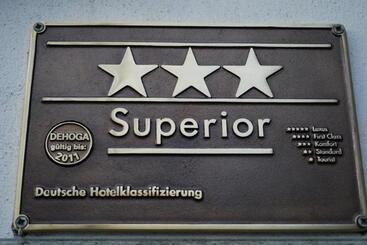 Superior
DEHOGA
gültig bis:
2011
***** Luxus
**** First Class
*** Komfort
** Standard
* Tourist
Deutsche Hotelklassifizierung